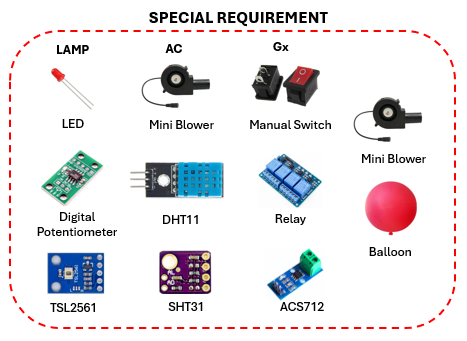 SPECIAL REQUIREMENT
LAMP
AC
Gx
LED
Mini Blower
Manual Switch
Mini Blower
Digital
Potentiometer
DHT11
Relay
Balloon
TSL2561
SHT31
ACS712